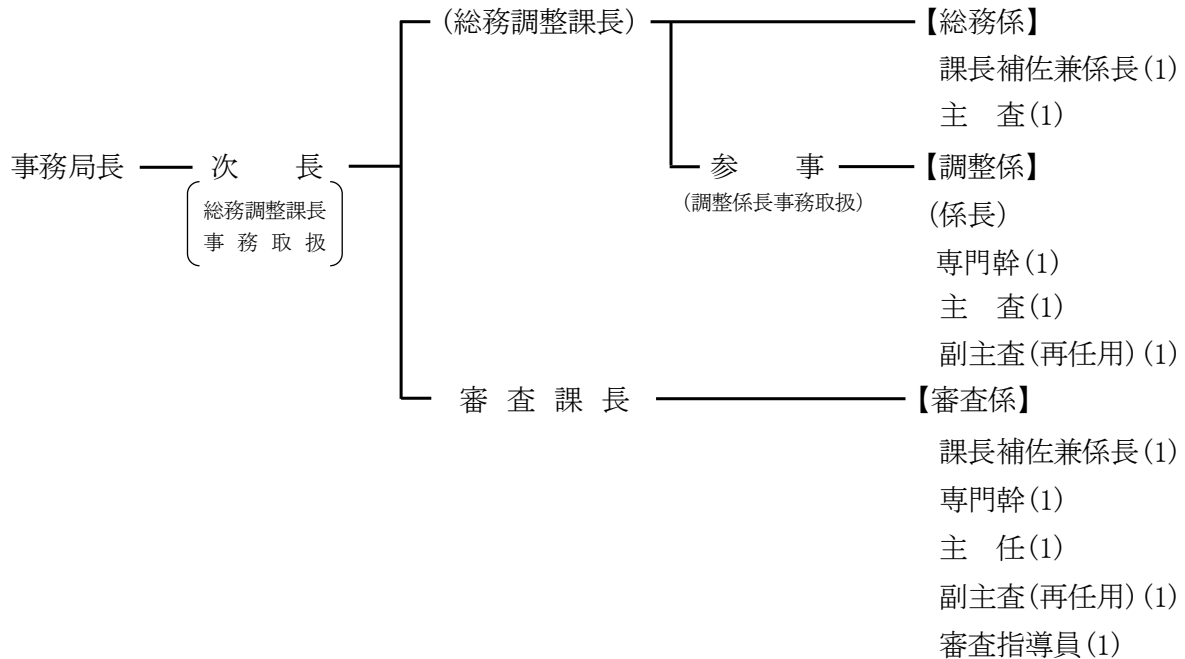 (総務調整課長)
【総務係】
課長補佐兼係長(1)
主　査(1)
事務局長
次　　長
総務調整課長
事 務 取 扱
参　　事
(調整係長事務取扱)
【調整係】
(係長)
専門幹(1)
主　査(1)
副主査(再任用)(1)
審 査 課 長
【審査係】
課長補佐兼係長(1)
専門幹(1)
主　任(1)
副主査(再任用)(1)
審査指導員(1)